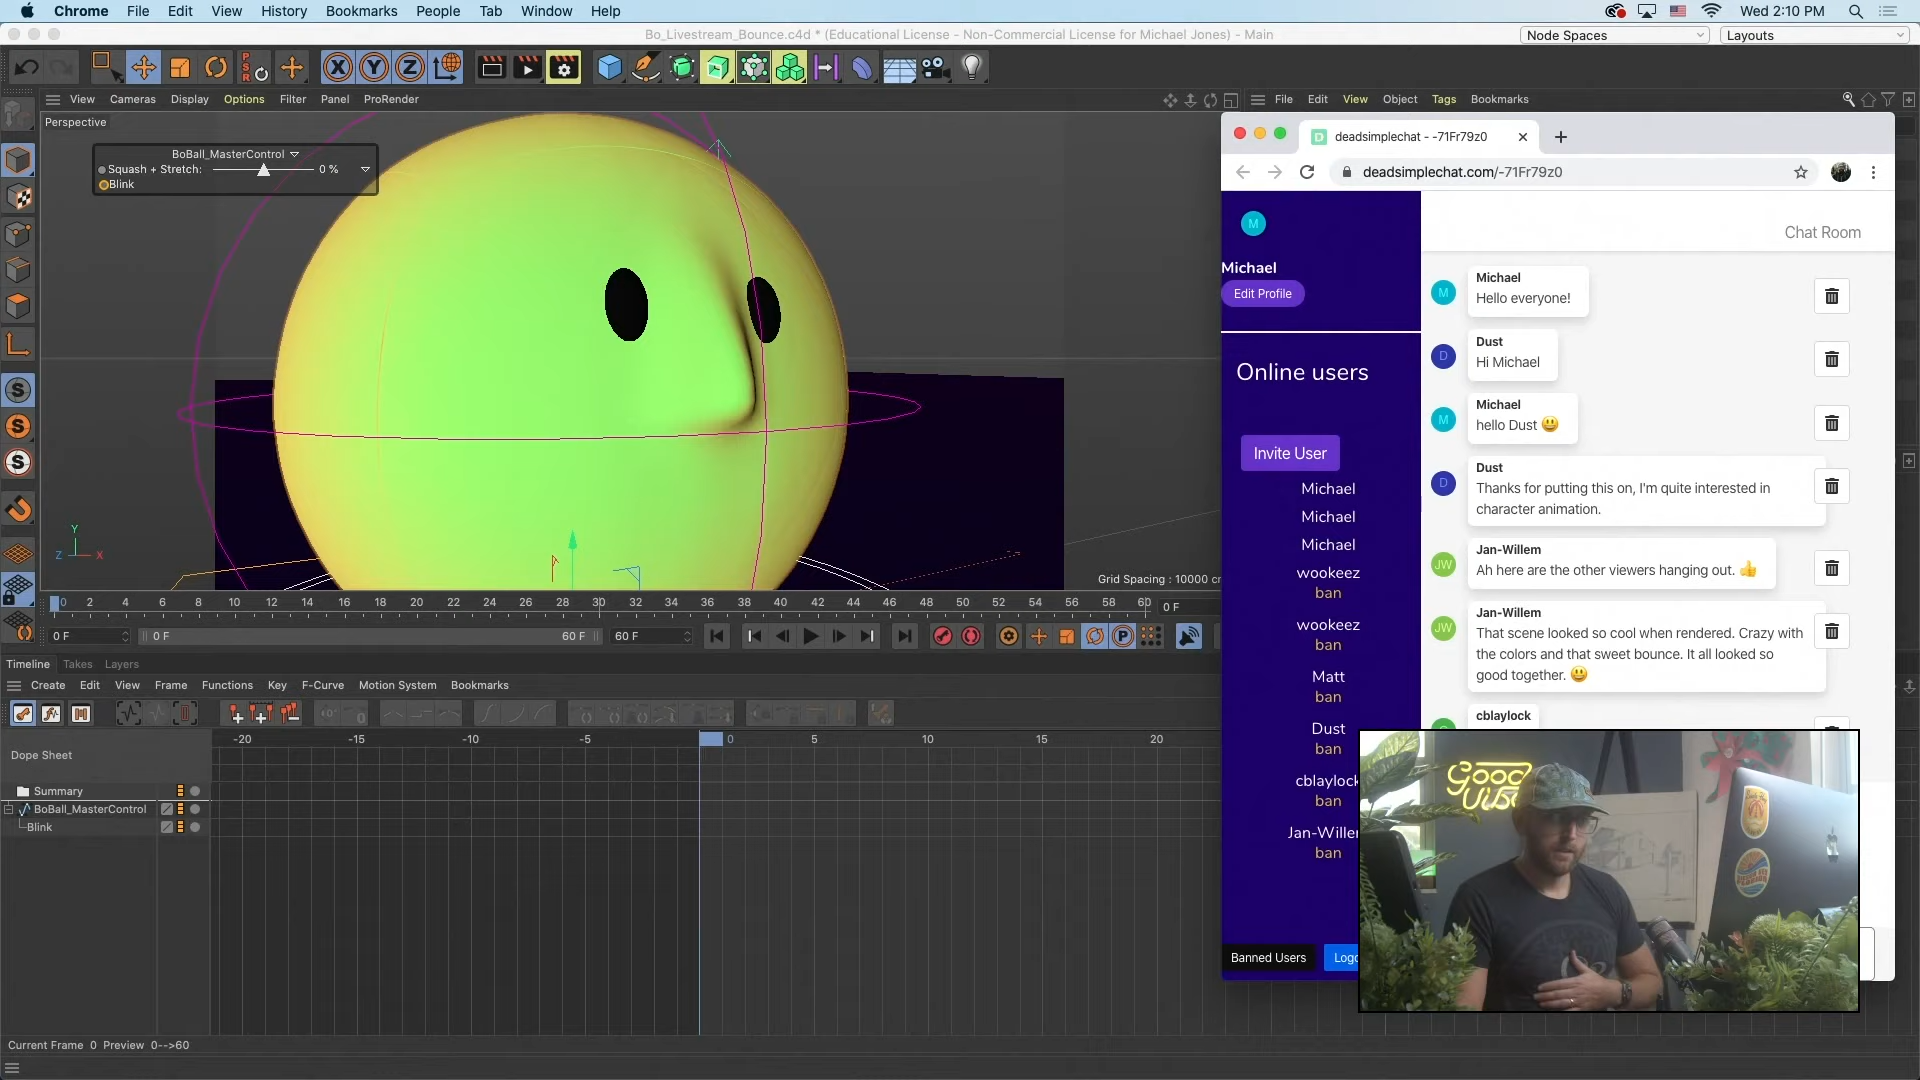 Chrome File Edit View History Bookmarks People Tab Window Help
Wed 2:10 PM
Bo_Livestream_Bounce.c4d * (Educational License - Non-Commercial License for Michael Jones) - Main
Node Spaces
Layouts
PSR
X Y Z
View Cameras Display Options Filter Panel ProRender
File Edit View Object Tags Bookmarks
Perspective
BoBall_MasterControl
Squash + Stretch: 0 %
Blink
Y
Z X
Grid Spacing : 10000 cm
0 2 4 6 8 10 12 14 16 18 20 22 24 26 28 30 32 34 36 38 40 42 44 46 48 50 52 54 56 58 60
0 F
0 F
0 F
60 F
60 F
Timeline Takes Layers
Create Edit View Frame Functions Key F-Curve Motion System Bookmarks
-20 -15 -10 -5 0 5 10 15 20
Dope Sheet
Summary
BoBall_MasterControl
Blink
Current Frame 0 Preview 0-->60
deadsimplechat - -71Fr79z0
deadsimplechat.com/-71Fr79z0
M
Michael
Edit Profile
Online users
Invite User
Michael
Michael
Michael
wookeez
ban
wookeez
ban
Matt
ban
Dust
ban
cblaylock
ban
Jan-Willem
ban
Banned Users
Chat Room
M
Michael
Hello everyone!
D
Dust
Hi Michael
M
Michael
hello Dust 😃
D
Dust
Thanks for putting this on, I'm quite interested in
character animation.
JW
Jan-Willem
Ah here are the other viewers hanging out. 👍
JW
Jan-Willem
That scene looked so cool when rendered. Crazy with
the colors and that sweet bounce. It all looked so
good together. 😃
cblaylock
Good
Vibes